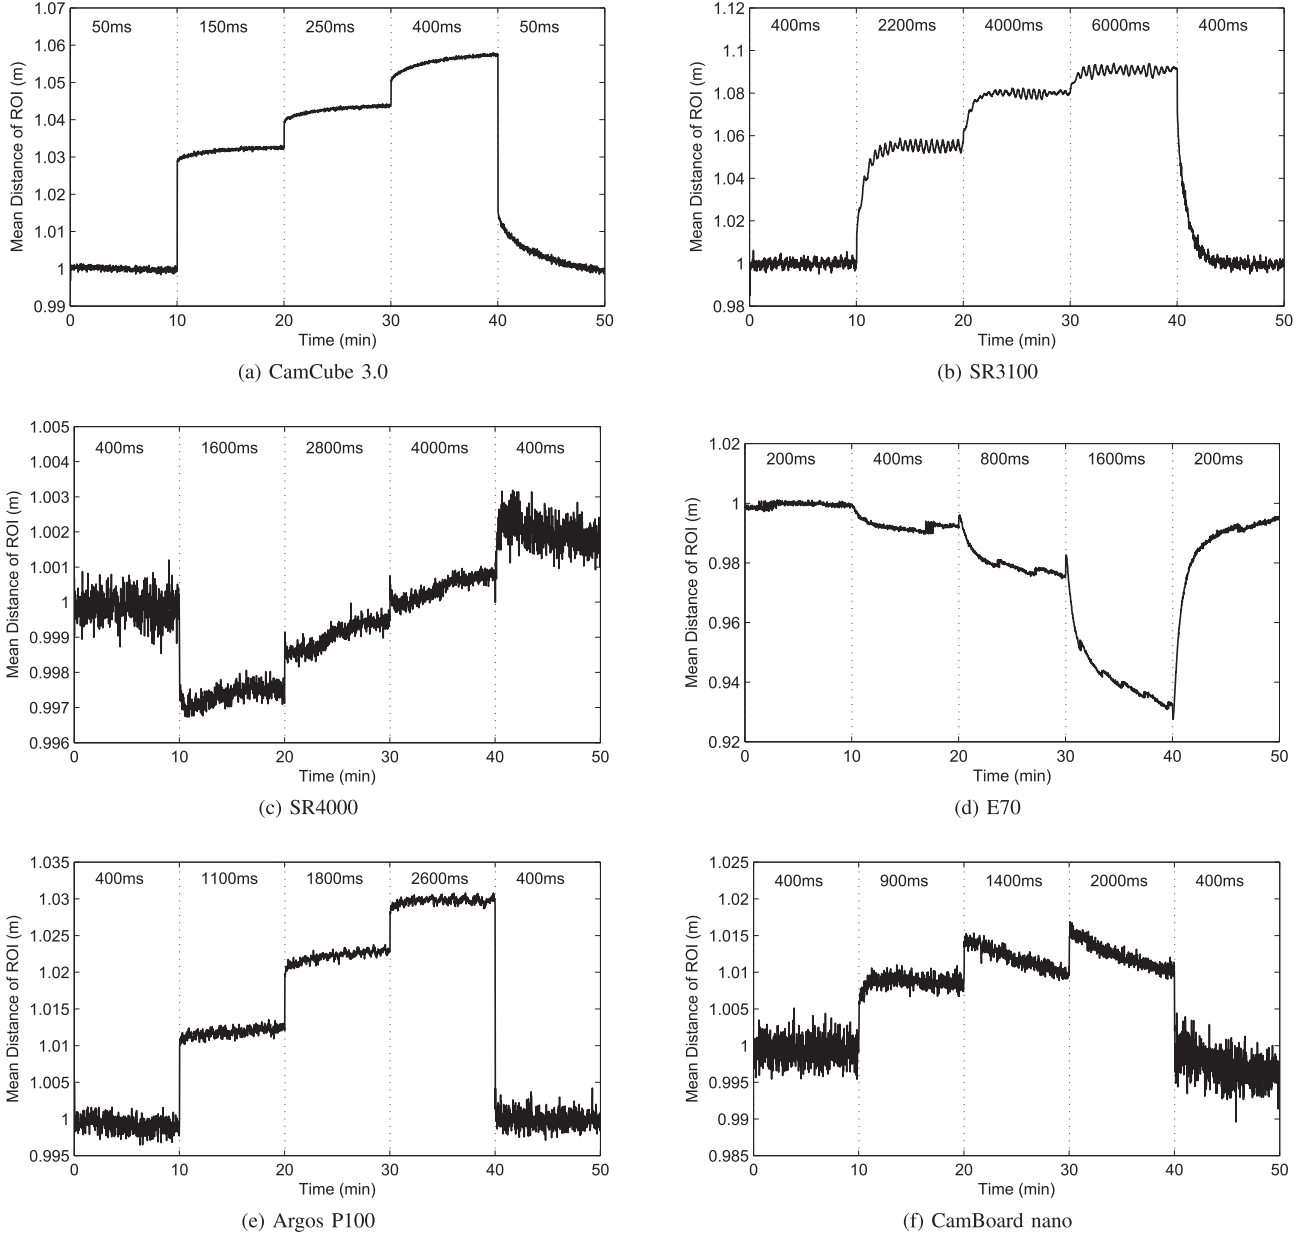 50ms 150ms 250ms 400ms 50ms
1.07
1.06
1.05
1.04
1.03
1.02
1.01
1
0.99
Mean Distance of ROI (m)
0 10 20 30 40 50
Time (min)
(a) CamCube 3.0
400ms 2200ms 4000ms 6000ms 400ms
1.12
1.1
1.08
1.06
1.04
1.02
1
0.98
Mean Distance of ROI (m)
0 10 20 30 40 50
Time (min)
(b) SR3100
400ms 1600ms 2800ms 4000ms 400ms
1.005
1.004
1.003
1.002
1.001
1
0.999
0.998
0.997
0.996
Mean Distance of ROI (m)
0 10 20 30 40 50
Time (min)
(c) SR4000
200ms 400ms 800ms 1600ms 200ms
1.02
1
0.98
0.96
0.94
0.92
Mean Distance of ROI (m)
0 10 20 30 40 50
Time (min)
(d) E70
400ms 1100ms 1800ms 2600ms 400ms
1.035
1.03
1.025
1.02
1.015
1.01
1.005
1
0.995
Mean Distance of ROI (m)
0 10 20 30 40 50
Time (min)
(e) Argos P100
400ms 900ms 1400ms 2000ms 400ms
1.025
1.02
1.015
1.01
1.005
1
0.995
0.99
0.985
Mean Distance of ROI (m)
0 10 20 30 40 50
Time (min)
(f) CamBoard nano